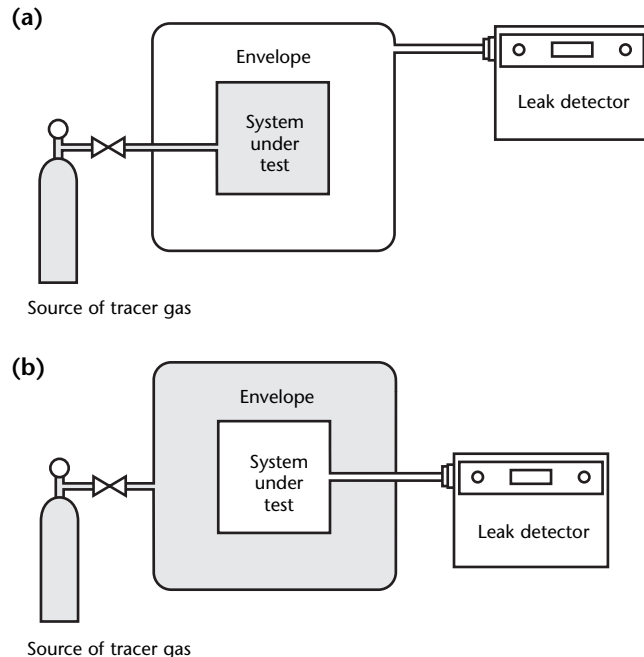 (a)
Envelope
System
under
test
Leak detector
Source of tracer gas
(b)
Envelope
System
under
test
Leak detector
Source of tracer gas